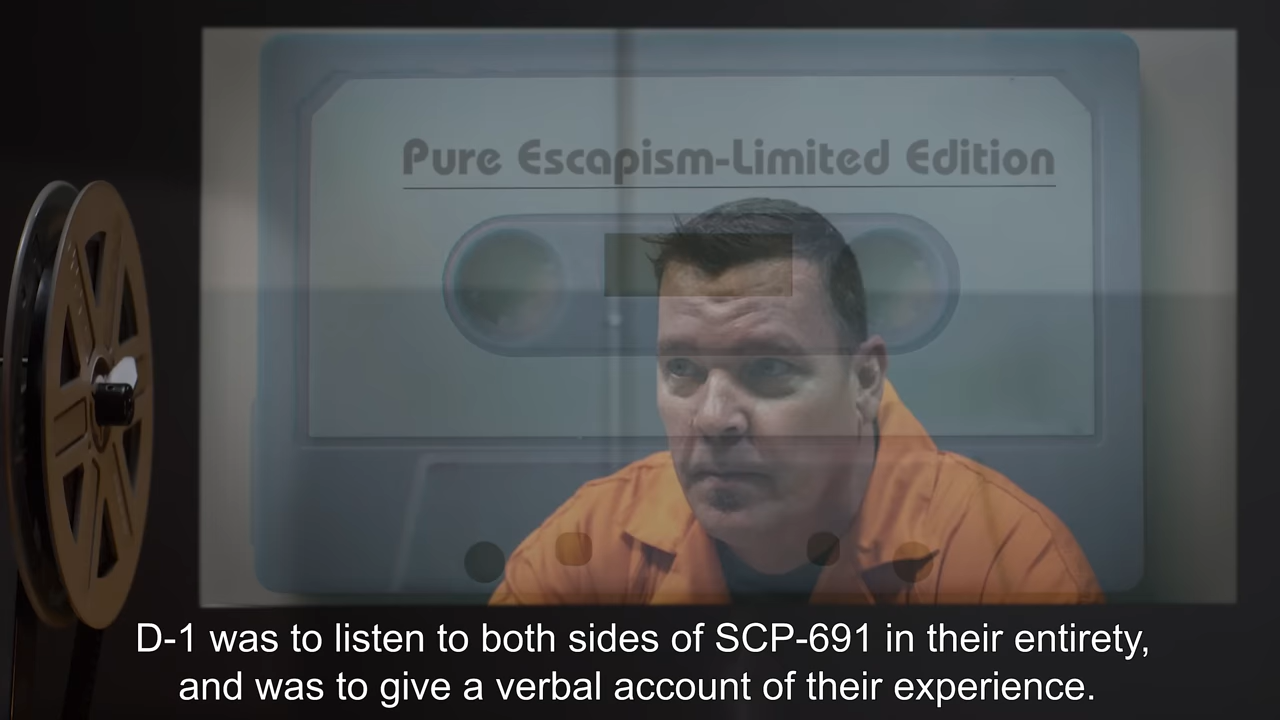 Pure Escapism-Limited Edition
D-1 was to listen to both sides of SCP-691 in their entirety,
and was to give a verbal account of their experience.